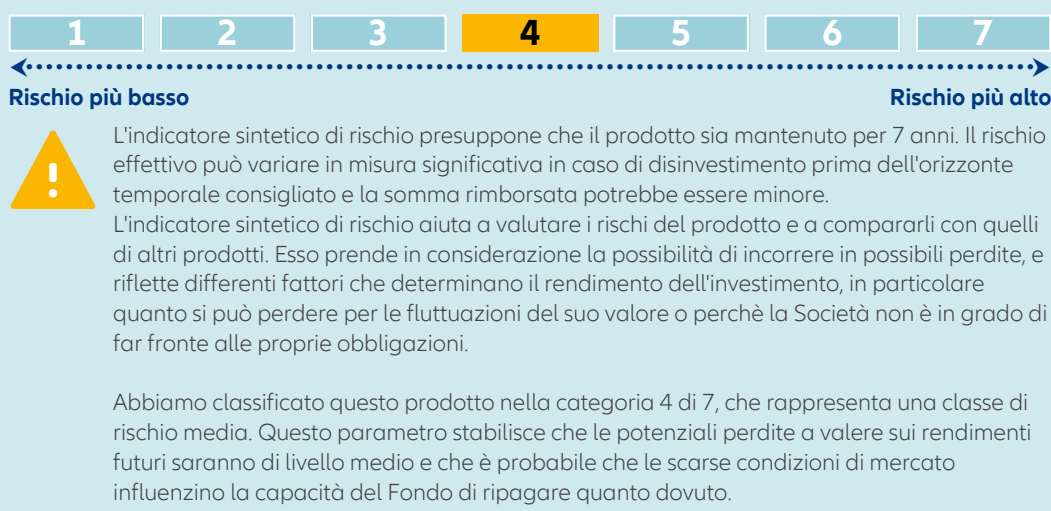 1 2 3 4 5 6 7
Rischio più basso Rischio più alto
L'indicatore sintetico di rischio presuppone che il prodotto sia mantenuto per 7 anni. Il rischio
effettivo può variare in misura significativa in caso di disinvestimento prima dell'orizzonte
temporale consigliato e la somma rimborsata potrebbe essere minore.
L'indicatore sintetico di rischio aiuta a valutare i rischi del prodotto e a compararli con quelli
di altri prodotti. Esso prende in considerazione la possibilità di incorrere in possibili perdite, e
riflette differenti fattori che determinano il rendimento dell'investimento, in particolare
quanto si può perdere per le fluttuazioni del suo valore o perchè la Società non è in grado di
far fronte alle proprie obbligazioni.
Abbiamo classificato questo prodotto nella categoria 4 di 7, che rappresenta una classe di
rischio media. Questo parametro stabilisce che le potenziali perdite a valere sui rendimenti
futuri saranno di livello medio e che è probabile che le scarse condizioni di mercato
influenzino la capacità del Fondo di ripagare quanto dovuto.